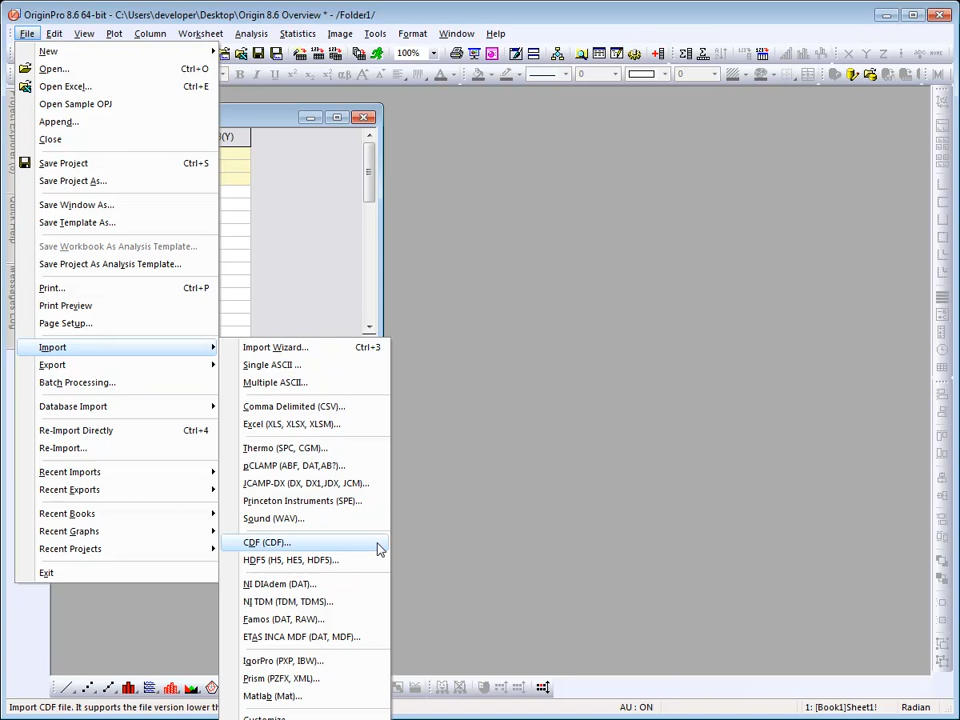 OriginPro 8.6 64-bit - C:\Users\developer\Desktop\Origin 8.6 Overview * - /Folder1/
File Edit View Plot Column Worksheet Analysis Statistics Image Tools Format Window Help
100%
B I U
0 0
New
Open... Ctrl+O
Open Excel... Ctrl+E
Open Sample OPJ
Append...
Close
Save Project Ctrl+S
Save Project As...
Save Window As...
Save Template As...
Save Workbook As Analysis Template...
Save Project As Analysis Template...
Print... Ctrl+P
Print Preview
Page Setup...
Import
Export
Batch Processing...
Database Import
Re-Import Directly Ctrl+4
Re-Import...
Recent Imports
Recent Exports
Recent Books
Recent Graphs
Recent Projects
Exit
(Y)
Import Wizard... Ctrl+3
Single ASCII ...
Multiple ASCII...
Comma Delimited (CSV)...
Excel (XLS, XLSX, XLSM)...
Thermo (SPC, CGM)...
pCLAMP (ABF, DAT,AB?)...
JCAMP-DX (DX, DX1,JDX, JCM)...
Princeton Instruments (SPE)...
Sound (WAV)...
CDF (CDF)...
HDF5 (H5, HE5, HDF5)...
NI DIAdem (DAT)...
NI TDM (TDM, TDMS)...
Famos (DAT, RAW)...
ETAS INCA MDF (DAT, MDF)...
IgorPro (PXP, IBW)...
Prism (PZFX, XML)...
Matlab (Mat)...
Customize...
Import CDF file. It supports the file version lower th
AU : ON
1: [Book1]Sheet1!
Radian